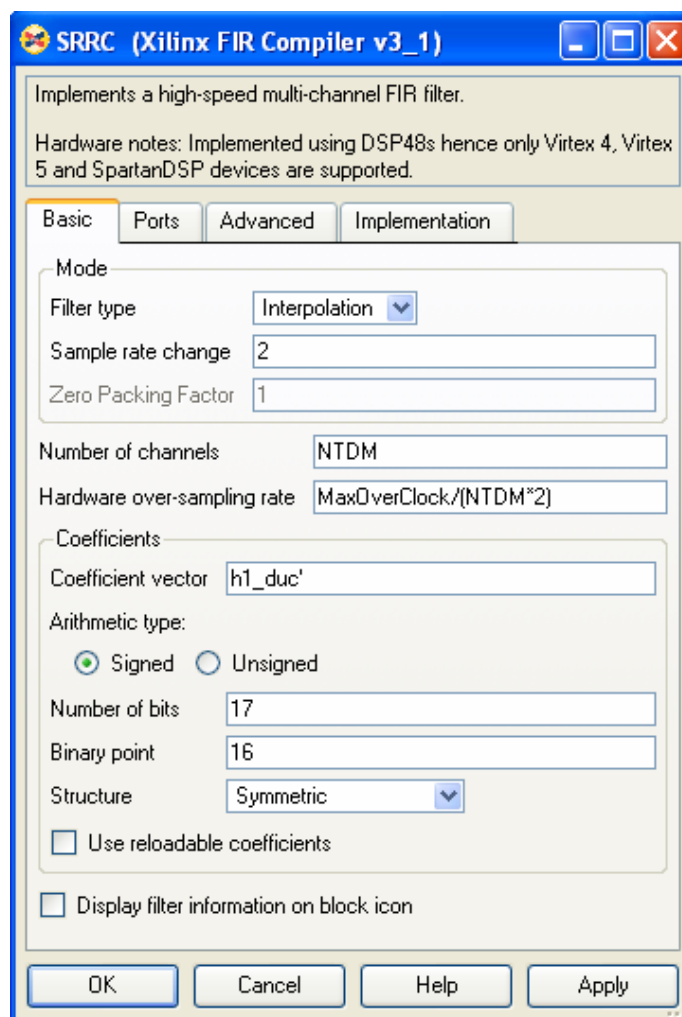 SRRC (Xilinx FIR Compiler v3_1)
Implements a high-speed multi-channel FIR filter.
Hardware notes: Implemented using DSP48s hence only Virtex 4, Virtex
5 and SpartanDSP devices are supported.
Basic Ports Advanced Implementation
Mode
Filter type Interpolation
Sample rate change 2
Zero Packing Factor 1
Number of channels NTDM
Hardware over-sampling rate MaxOverClock/(NTDM*2)
Coefficients
Coefficient vector h1_duc'
Arithmetic type:
Signed Unsigned
Number of bits 17
Binary point 16
Structure Symmetric
Use reloadable coefficients
Display filter information on block icon
OK Cancel Help Apply